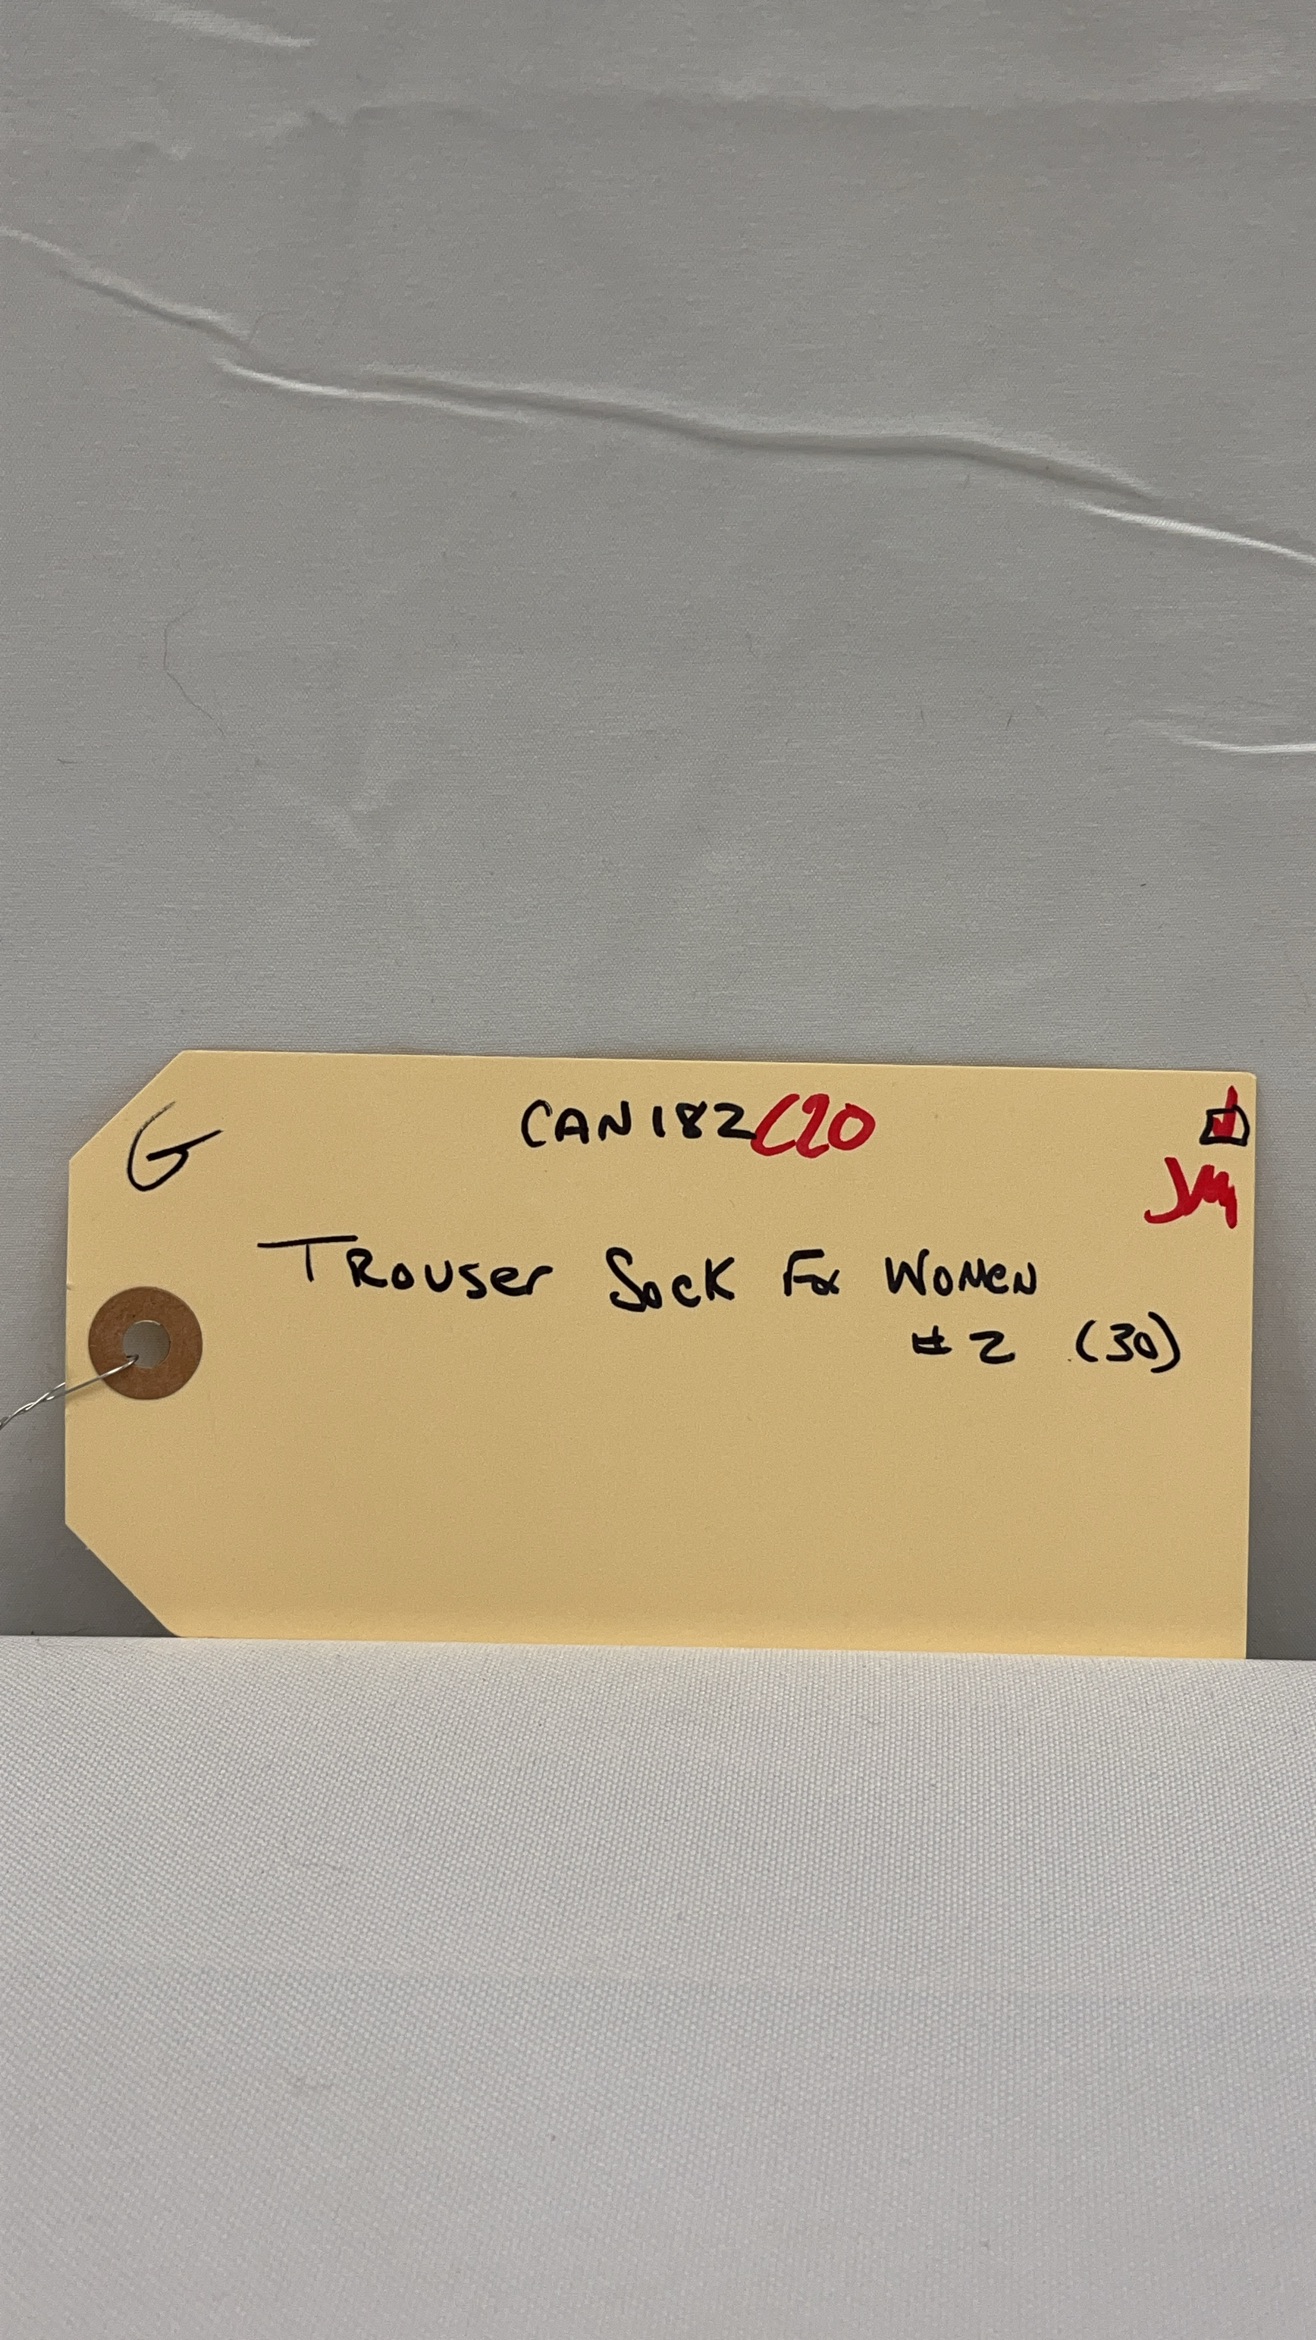 G
CAN182C20
JM
TROUSER SOCK FOR WOMEN
#2 (30)